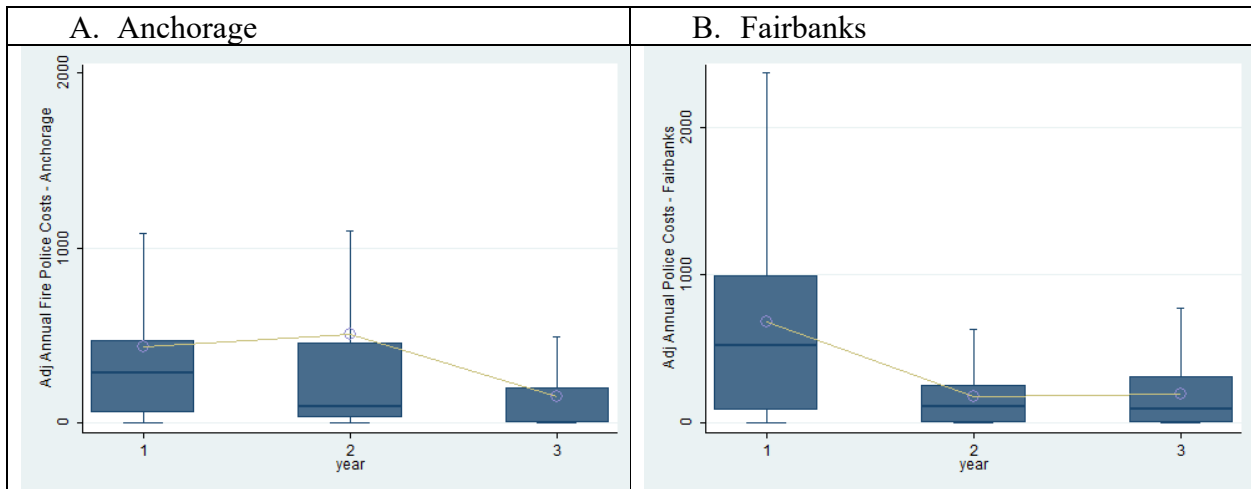 A. Anchorage
B. Fairbanks
Adj Annual Fire Police Costs - Anchorage
2000
1000
0
1
2
3
year
Adj Annual Police Costs - Fairbanks
2000
1000
0
1
2
3
year